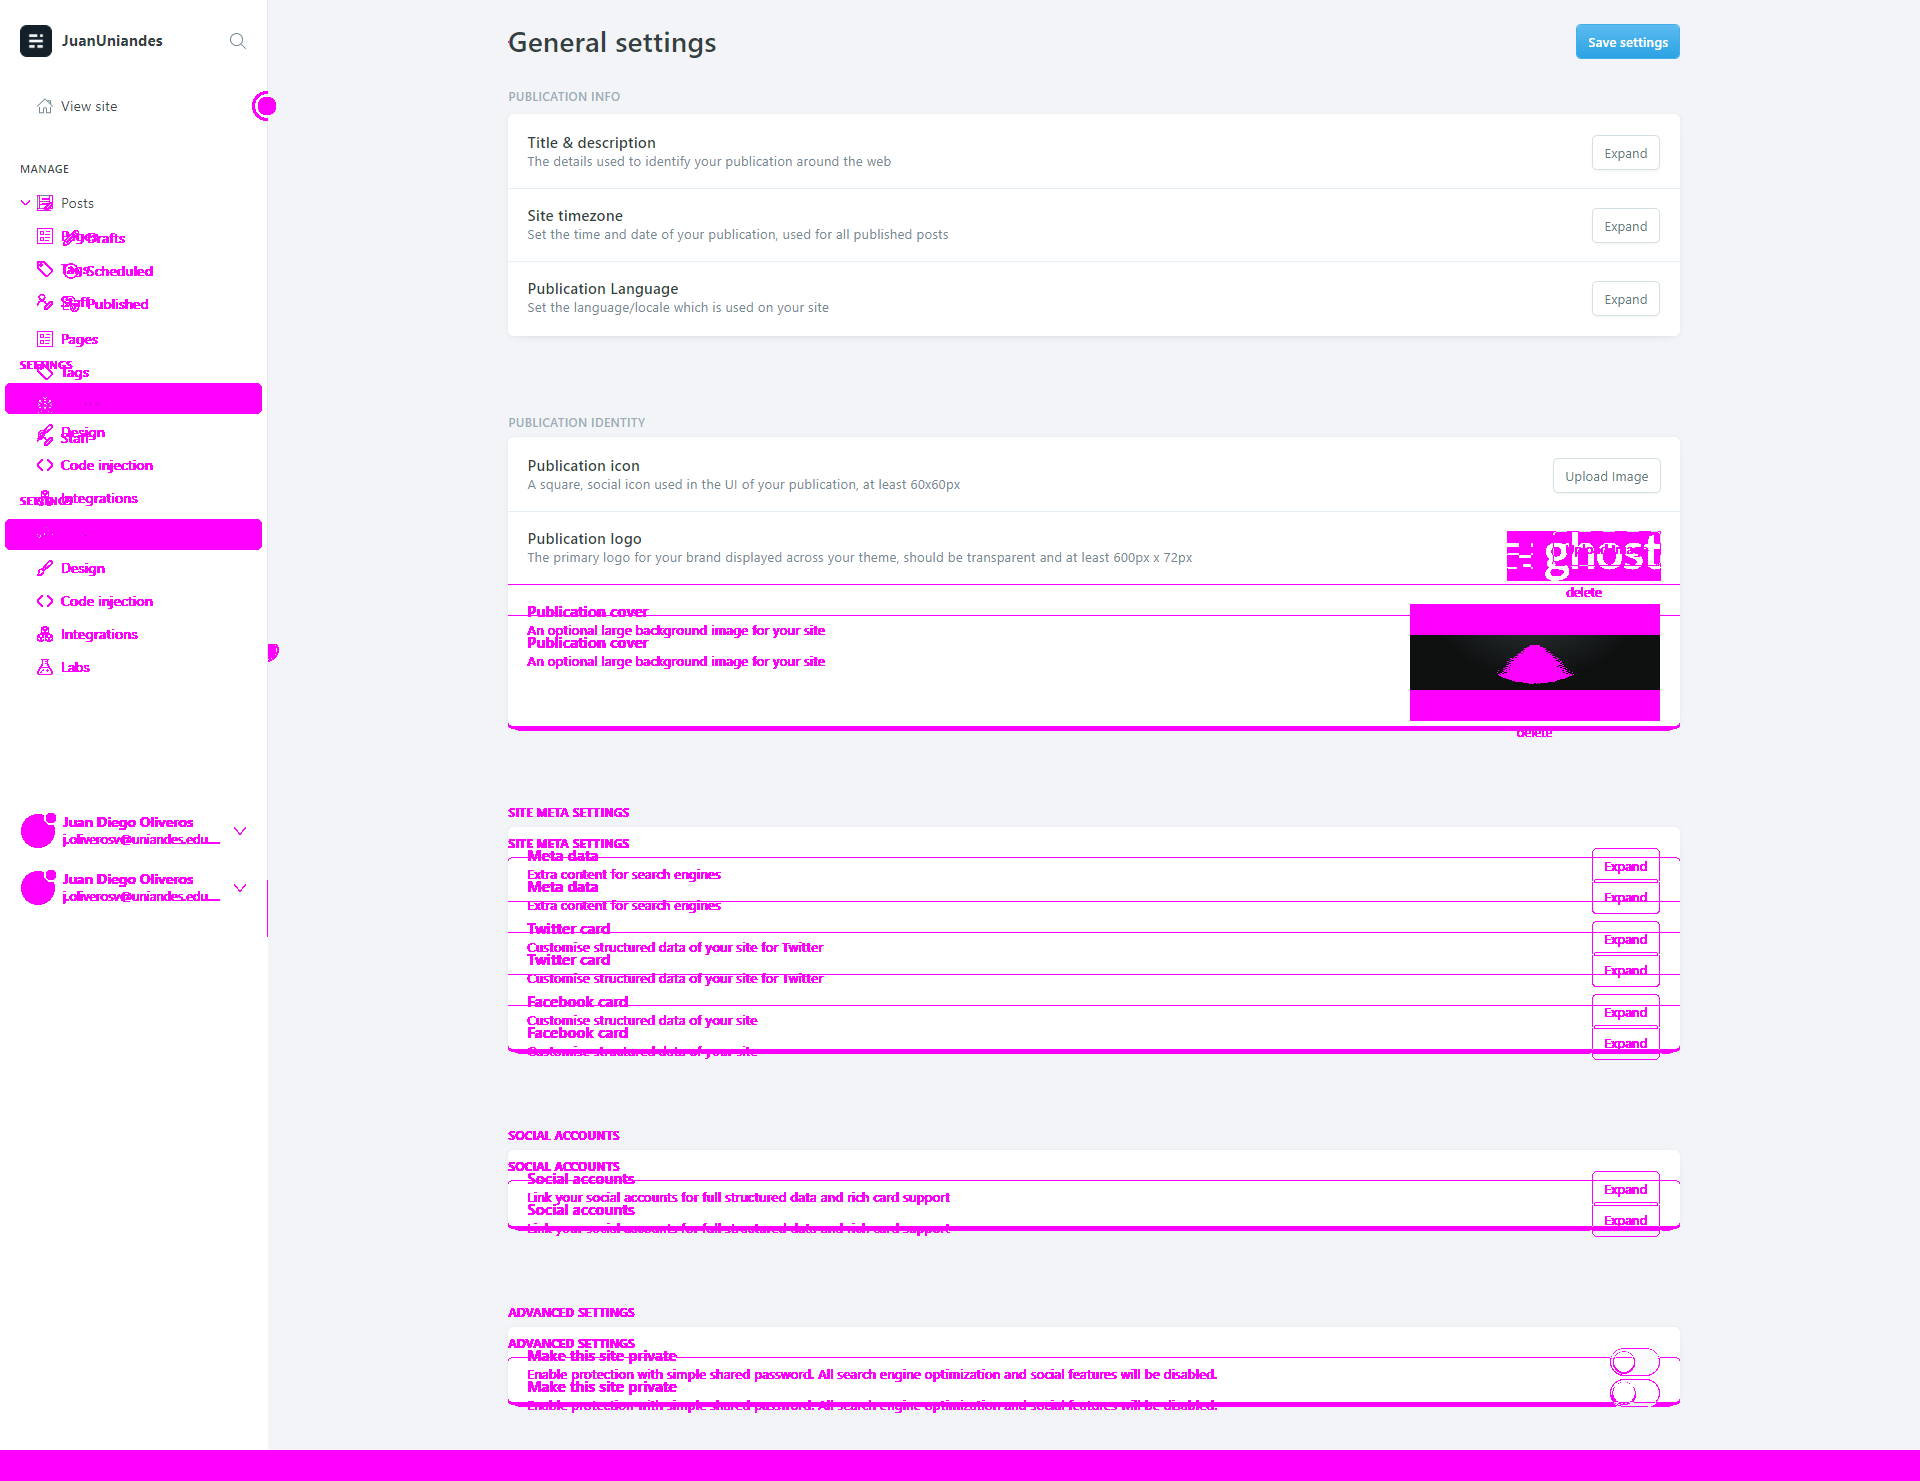 JuanUniandes
View site
MANAGE
Posts
Pages
Drafts
Tags
Scheduled
Staff
Published
Pages
SETTINGS
Tags
Design
Staff
Code injection
Integrations
SETTINGS
Design
Code injection
Integrations
Labs
Juan Diego Oliveros
j.oliverosv@uniandes.edu....
Juan Diego Oliveros
j.oliverosv@uniandes.edu....
General settings
Save settings
PUBLICATION INFO
Title & description
The details used to identify your publication around the web
Expand
Site timezone
Set the time and date of your publication, used for all published posts
Expand
Publication Language
Set the language/locale which is used on your site
Expand
PUBLICATION IDENTITY
Publication icon
A square, social icon used in the UI of your publication, at least 60x60px
Upload Image
Publication logo
The primary logo for your brand displayed across your theme, should be transparent and at least 600px x 72px
ghost
Upload Image
delete
Publication cover
An optional large background image for your site
Publication cover
An optional large background image for your site
delete
SITE META SETTINGS
SITE META SETTINGS
Meta data
Extra content for search engines
Expand
Meta data
Extra content for search engines
Expand
Twitter card
Customise structured data of your site for Twitter
Expand
Twitter card
Customise structured data of your site for Twitter
Expand
Facebook card
Customise structured data of your site
Expand
Facebook card
Customise structured data of your site
Expand
SOCIAL ACCOUNTS
SOCIAL ACCOUNTS
Social accounts
Link your social accounts for full structured data and rich card support
Expand
Social accounts
Link your social accounts for full structured data and rich card support
Expand
ADVANCED SETTINGS
ADVANCED SETTINGS
Make this site private
Enable protection with simple shared password. All search engine optimization and social features will be disabled.
Make this site private
Enable protection with simple shared password. All search engine optimization and social features will be disabled.